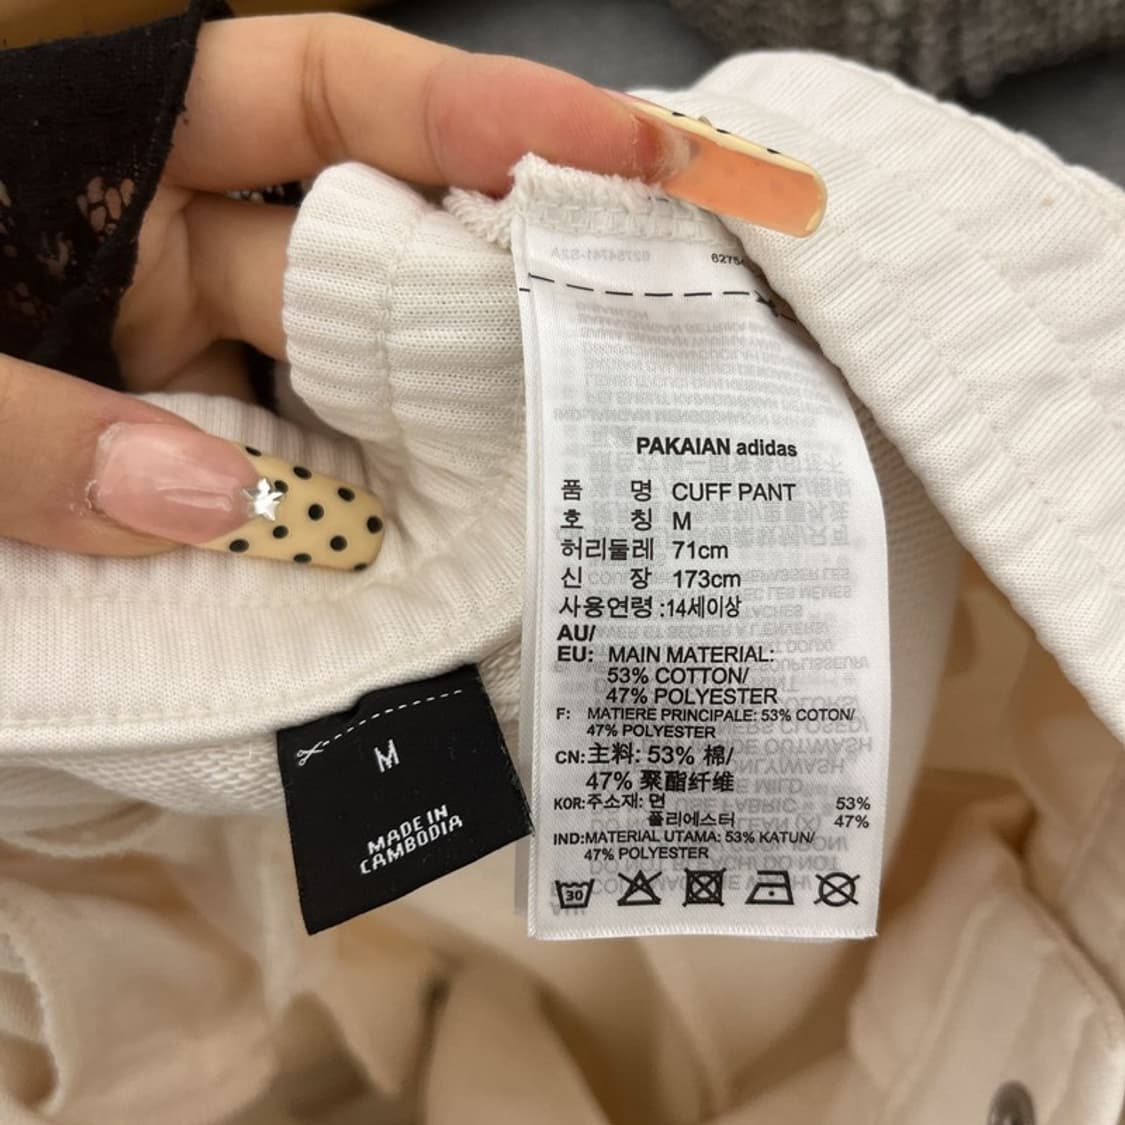 PAKAIAN adidas
품 명 CUFF PANT
호 칭 M
허리둘레 71cm
신 장 173cm
사용연령 :14세이상
AU/
EU: MAIN MATERIAL:
53% COTTON/
47% POLYESTER
F: MATIERE PRINCIPALE: 53% COTON/
47% POLYESTER
CN:主料: 53% 棉/
47% 聚酯纤维
KOR:주소재: 면 53%
폴리에스터 47%
IND:MATERIAL UTAMA: 53% KATUN/
47% POLYESTER
30
M
MADE IN
CAMBODIA